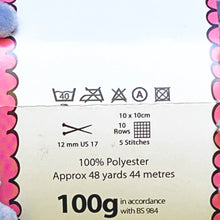 40 A
10 x 10cm
10
Rows
12 mm US 17 5 Stitches
100% Polyester
Approx 48 yards 44 metres
100g in accordance
with BS 984